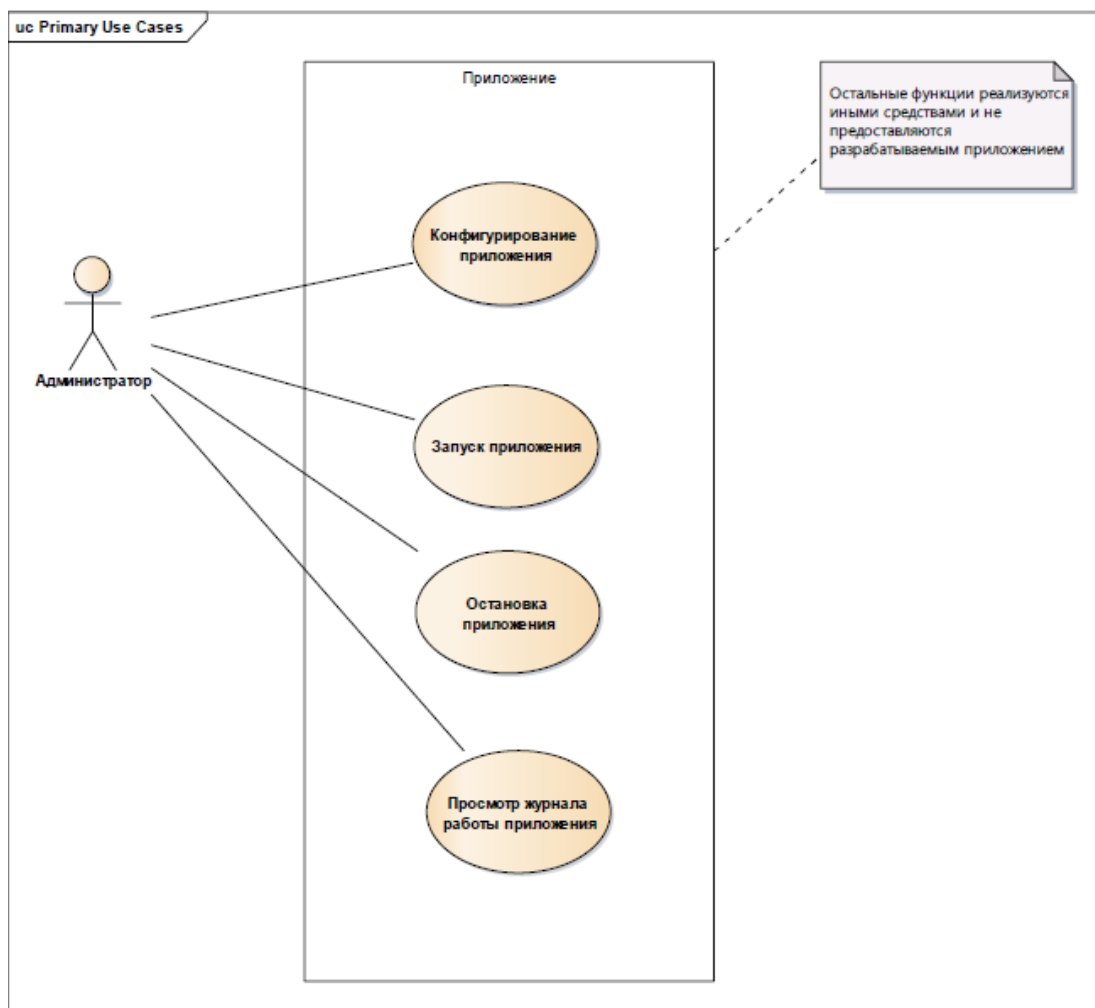 uc Primary Use Cases
Приложение
Остальные функции реализуются
иными средствами и не
предоставляются
разрабатываемым приложением
Конфигурирование
приложения
Администратор
Запуск приложения
Остановка
приложения
Просмотр журнала
работы приложения